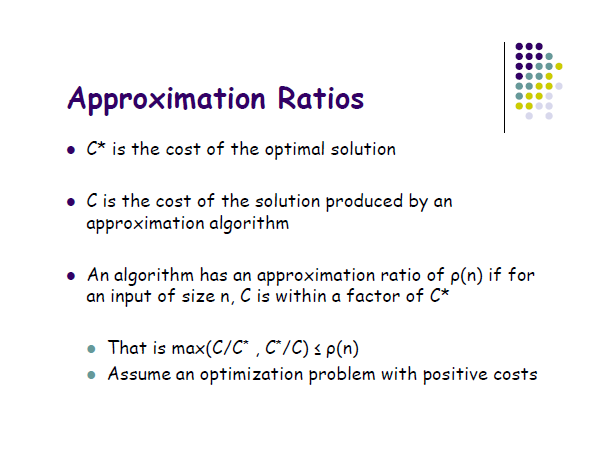 Approximation Ratios
• C* is the cost of the optimal solution
• C is the cost of the solution produced by an
approximation algorithm
• An algorithm has an approximation ratio of ρ(n) if for
an input of size n, C is within a factor of C*
• That is max(C/C* , C*/C) ≤ ρ(n)
• Assume an optimization problem with positive costs